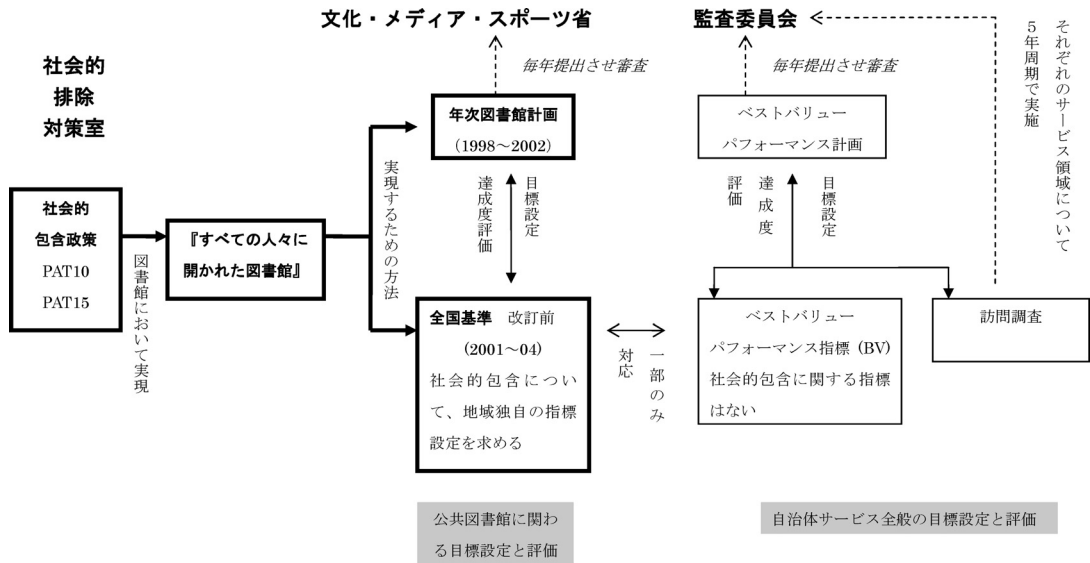 文化・メディア・スポーツ省
監査委員会
それぞれのサービス領域について
５年周期で実施
社会的
排除
対策室
毎年提出させ審査
毎年提出させ審査
年次図書館計画
（1998～2002）
ベストバリュー
パフォーマンス計画
実現するための方法
目標設定
達成度評価
目標設定
達成度
評価
社会的
包含政策
PAT10
PAT15
図書館において実現
『すべての人々に
開かれた図書館』
全国基準　改訂前
(2001～04)
社会的包含につい
て、地域独自の指標
設定を求める
一部のみ
対応
ベストバリュー
パフォーマンス指標 (BV)
社会的包含に関する指標
はない
訪問調査
公共図書館に関わ
る目標設定と評価
自治体サービス全般の目標設定と評価